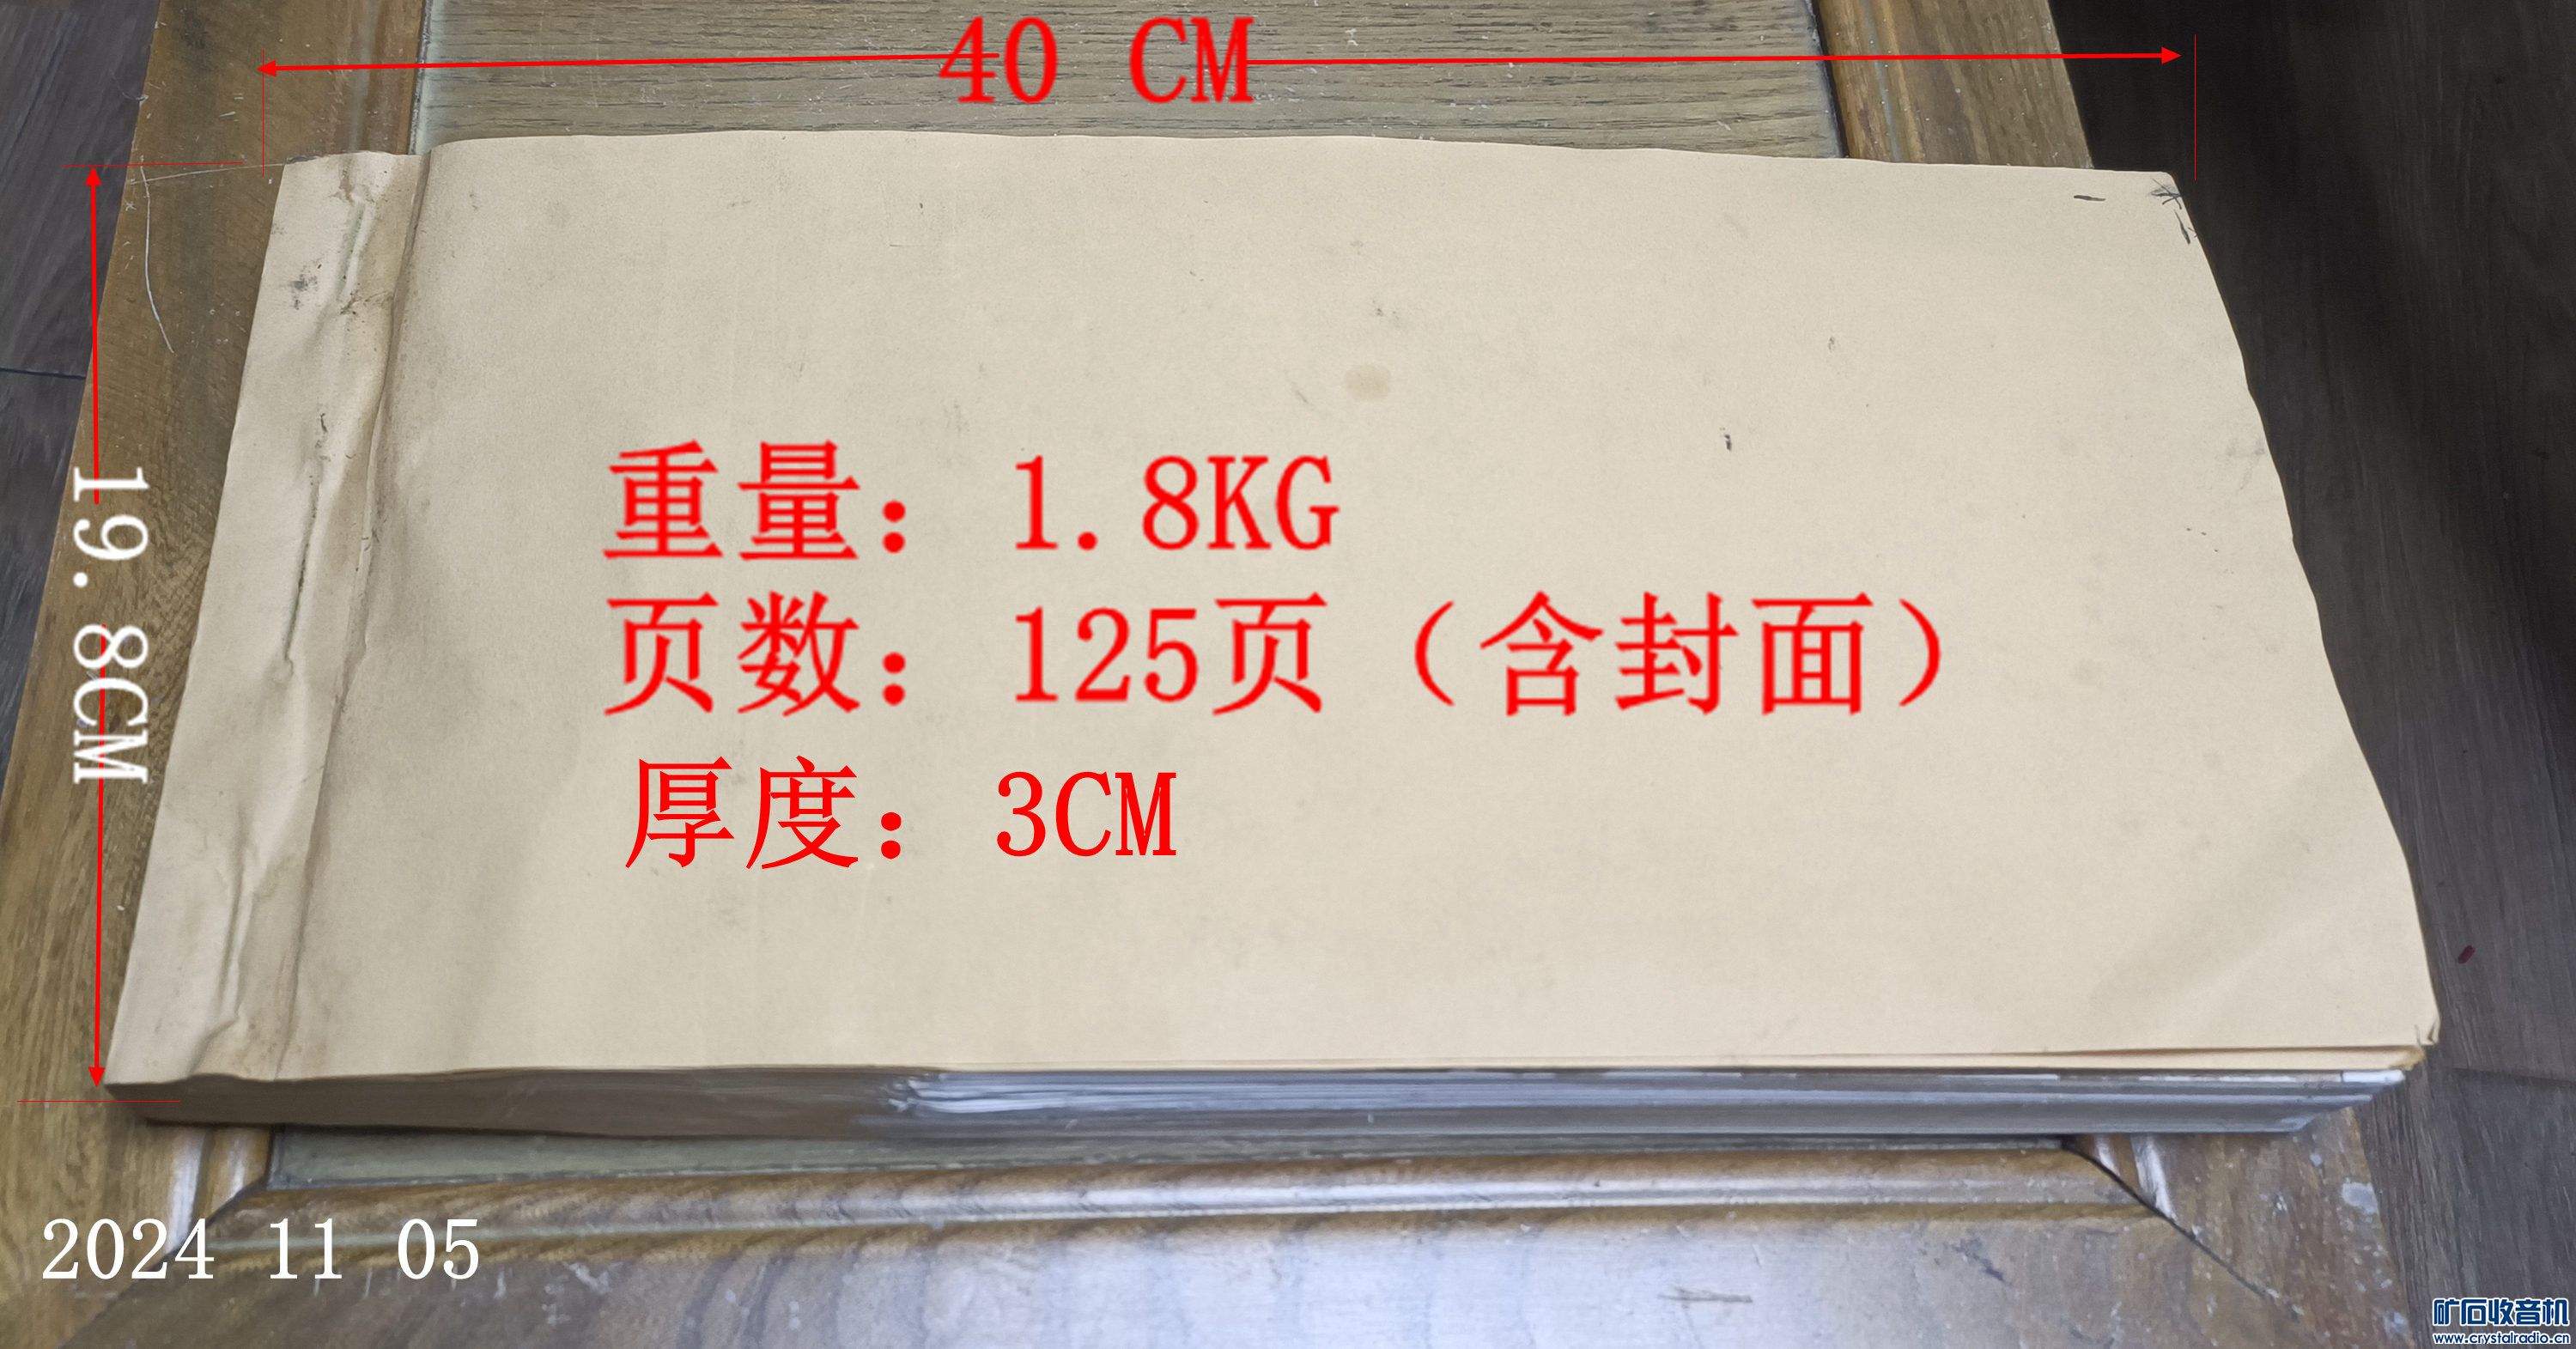 40 CM
19.8CM
重量：1.8KG
页数：125页（含封面）
厚度：3CM
2024 11 05
矿石收音机
www.crystalradio.cn